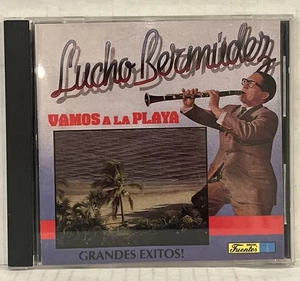 Lucho Bermúdez
VAMOS A LA PLAYA
GRANDES EXITOS!
Fuentes